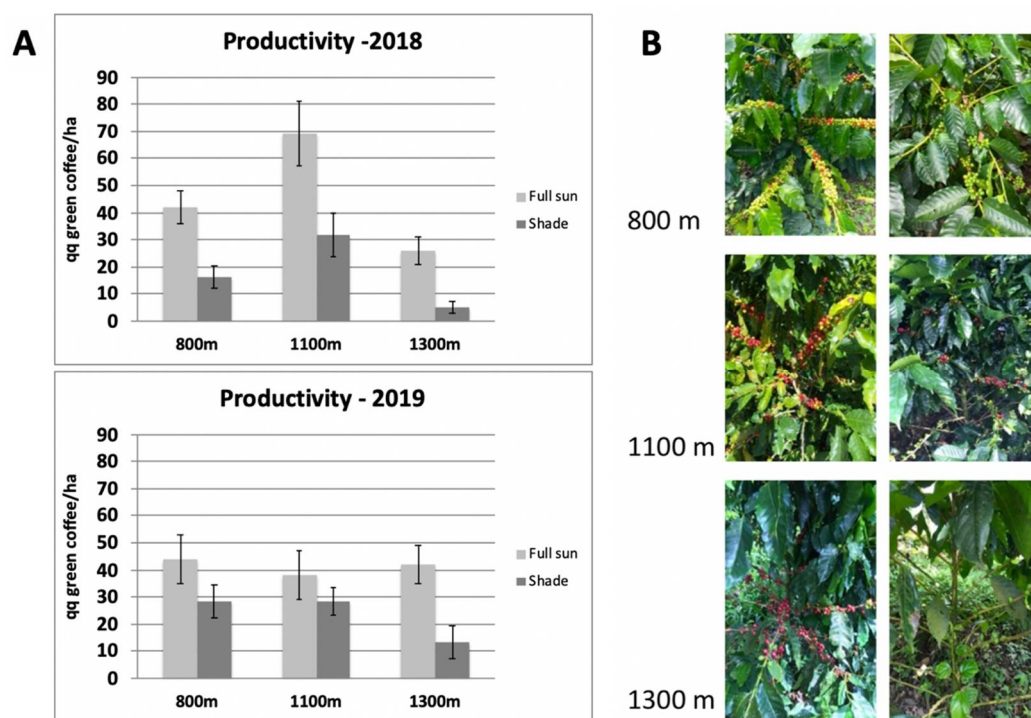 A
Productivity -2018
qq green coffee/ha
90
80
70
60
50
40
30
20
10
0
800m 1100m 1300m
Full sun
Shade
Productivity - 2019
qq green coffee/ha
90
80
70
60
50
40
30
20
10
0
800m 1100m 1300m
Full sun
Shade
B
800 m
1100 m
1300 m